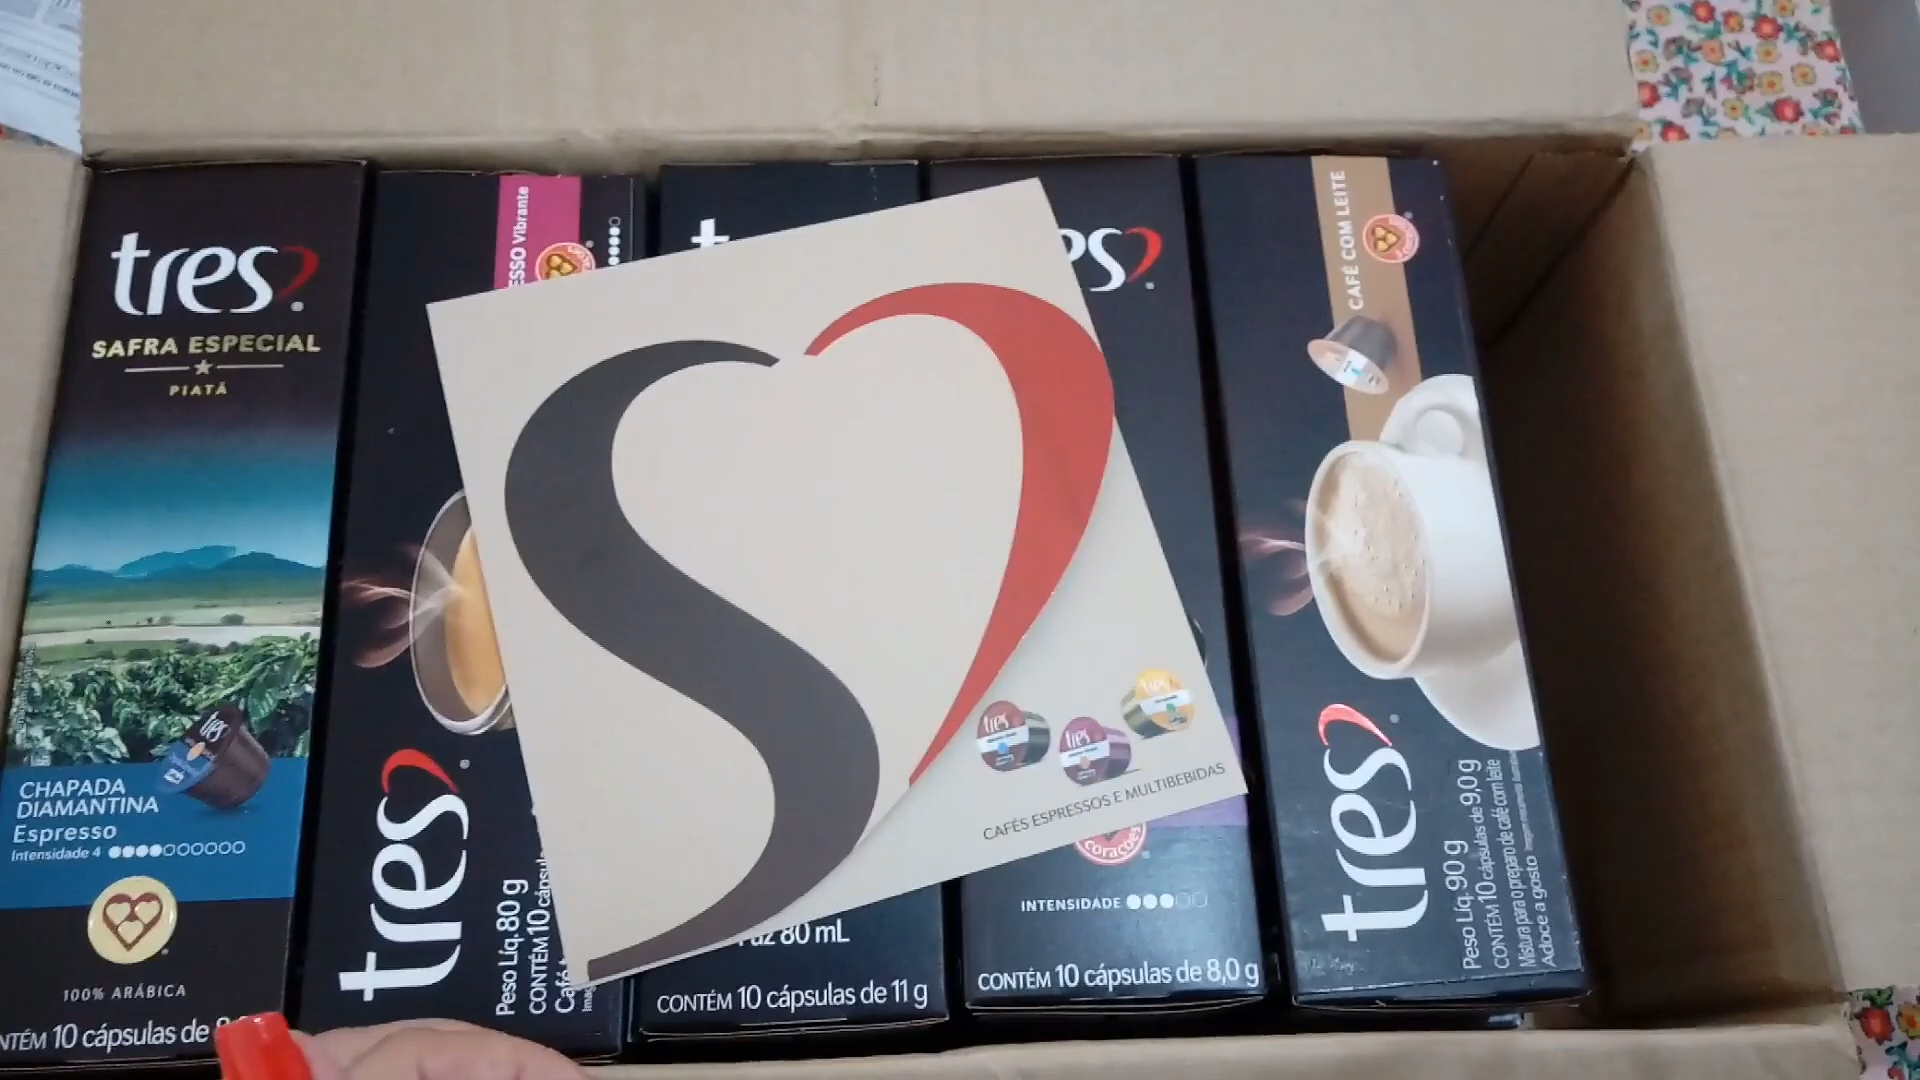 tres
SAFRA ESPECIAL
PIATÃ
CHAPADA
DIAMANTINA
Espresso
Intensidade 4
100% ARÁBICA
10 cápsulas de
Vibrante
tres
Peso Líq. 80 g
CONTÉM 10
CAFÉS ESPRESSOS E MULTIBEBIDAS
tres
tres
tres
80 mL
CONTÉM 10 cápsulas de 11 g
INTENSIDADE
CONTÉM 10 cápsulas de 8,0 g
CAFÉ COM LEITE
tres
Peso Líq. 90 g
CONTÉM 10 cápsulas de 9,0 g
Mistura para o preparo de café com leite
Adoce a gosto